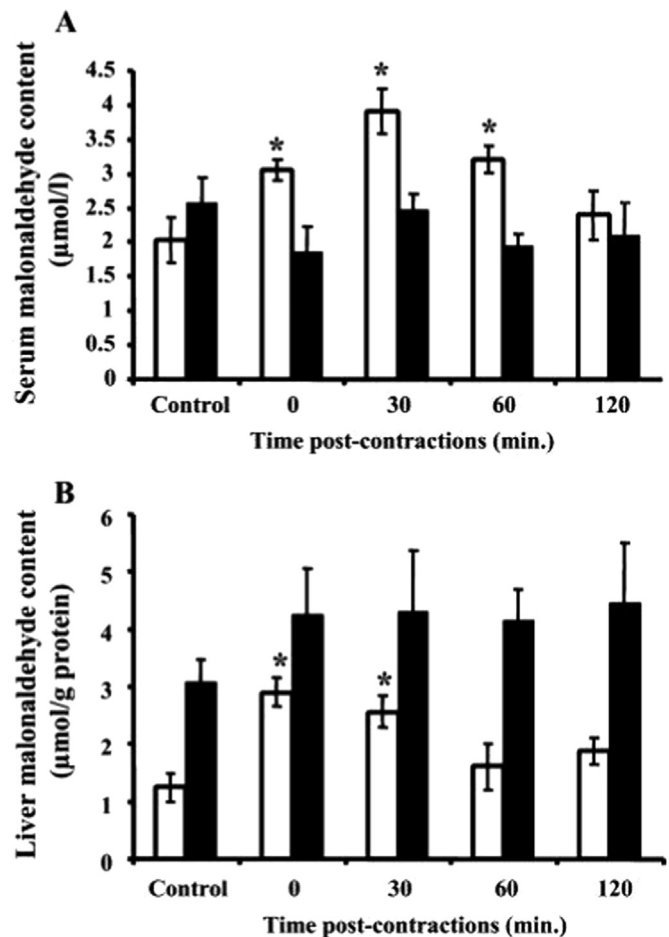 A
Serum malonaldehyde content
(µmol/l)
4.5
4
3.5
3
2.5
2
1.5
1
0.5
0
*
*
*
Control 0 30 60 120
Time post-contractions (min.)
B
Liver malonaldehyde content
(µmol/g protein)
6
5
4
3
2
1
0
*
*
Control 0 30 60 120
Time post-contractions (min.)